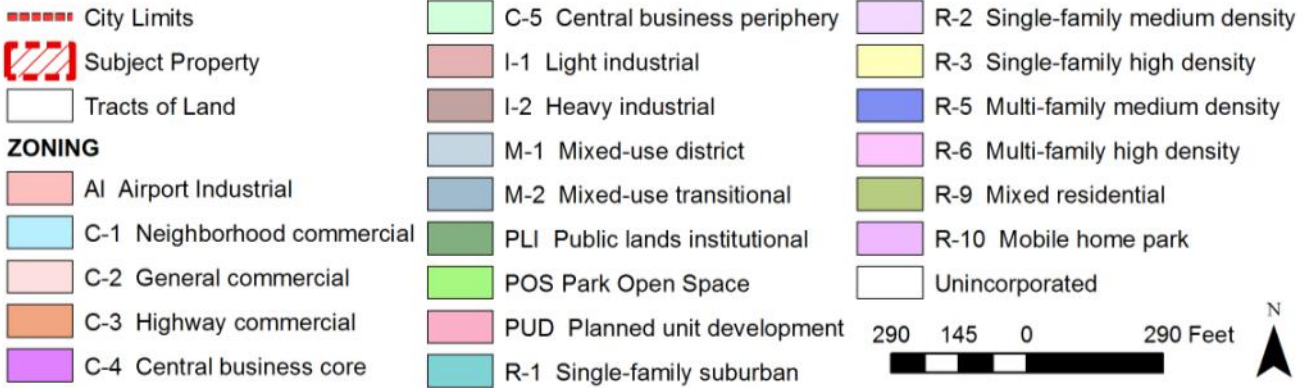 City Limits
Subject Property
Tracts of Land
ZONING
AI Airport Industrial
C-1 Neighborhood commercial
C-2 General commercial
C-3 Highway commercial
C-4 Central business core
C-5 Central business periphery
I-1 Light industrial
I-2 Heavy industrial
M-1 Mixed-use district
M-2 Mixed-use transitional
PLI Public lands institutional
POS Park Open Space
PUD Planned unit development
R-1 Single-family suburban
R-2 Single-family medium density
R-3 Single-family high density
R-5 Multi-family medium density
R-6 Multi-family high density
R-9 Mixed residential
R-10 Mobile home park
Unincorporated
290 145 0 290 Feet
N